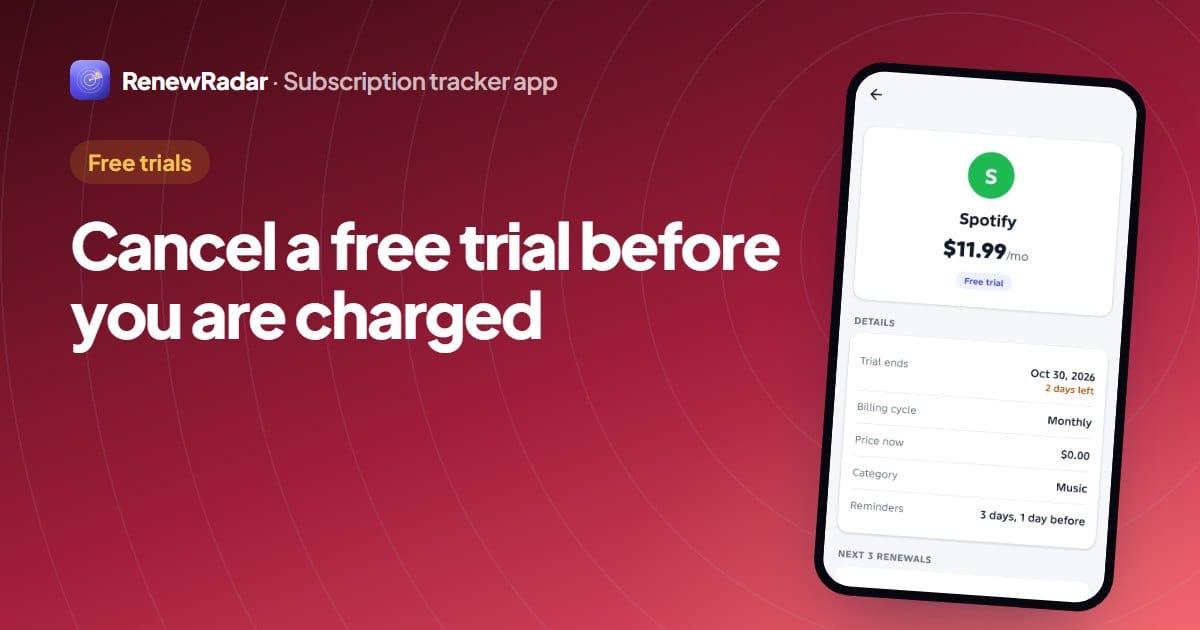 RenewRadar · Subscription tracker app
Free trials
Cancel a free trial before
you are charged
S
Spotify
$11.99/mo
Free trial
DETAILS
Trial ends
Oct 30, 2026
2 days left
Billing cycle
Monthly
Price now
$0.00
Category
Music
Reminders
3 days, 1 day before
NEXT 3 RENEWALS